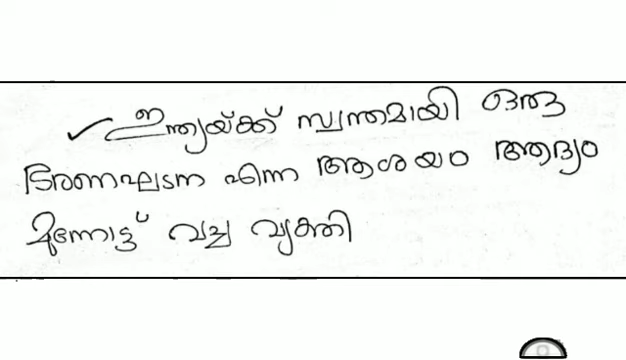 ഇന്ത്യയ്ക്ക് സ്വന്തമായി ഒരു
ഭരണഘടന എന്ന ആശയം ആദ്യം
മുന്നോട്ട് വച്ച വ്യക്തി